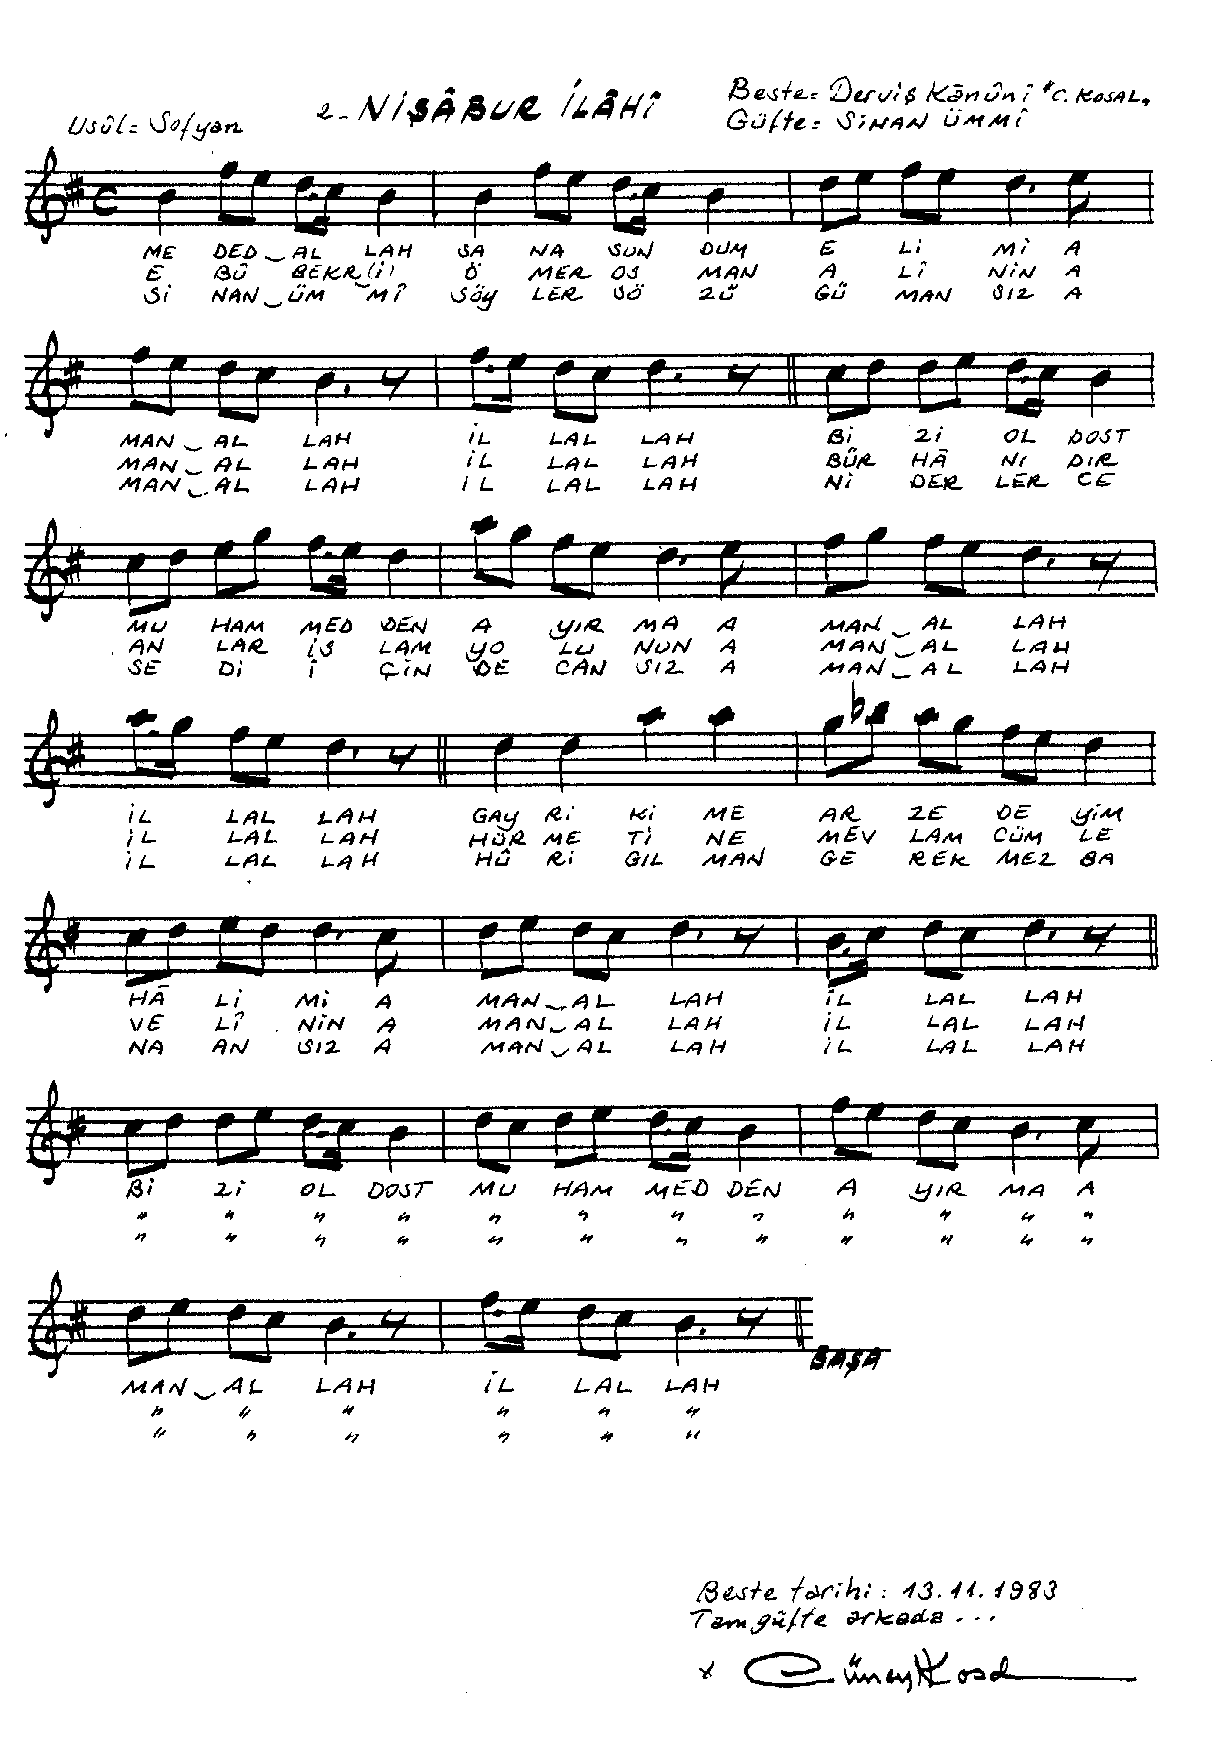 Usûl= Sofyan
2- NİŞÂBUR İLÂHÎ
Beste= Derviş Kânûnî *C. KOSAL.
Güfte= SİNAN ÜMMÎ
ME DED‿AL LAH SA NA SUN DUM E Lİ Mİ A
E BÛ BEKR(İ) Ö MER OS MAN A LÎ NİN A
Sİ NAN‿ÜM MÎ SÖY LER SÖ ZÜ GÜ MAN SIZ A
MAN‿AL LAH İL LAL LAH Bİ Zİ OL DOST
MAN‿AL LAH İL LAL LAH BÜR HÂ NI DIR
MAN‿AL LAH İL LAL LAH Nİ DER LER CE
MU HAM MED DEN A YIR MA A MAN‿AL LAH
AN LAR İS LAM YO LU NUN A MAN‿AL LAH
SE Dİ İ ÇİN DE CAN SIZ A MAN‿AL LAH
İL LAL LAH GAY RI Kİ ME AR ZE DE YİM
İL LAL LAH HÜR ME Tİ NE MEV LAM CÜM LE
İL LAL LAH HÛ Rİ GIL MAN GE REK MEZ BA
HÂ Lİ Mİ A MAN‿AL LAH İL LAL LAH
VE LÎ NİN A MAN‿AL LAH İL LAL LAH
NA AN SIZ A MAN‿AL LAH İL LAL LAH
Bİ Zİ OL DOST MU HAM MED DEN A YIR MA A
" " " " " " " " " " " "
" " " " " " " " " " " "
MAN‿AL LAH İL LAL LAH
BAŞA
" " " " " "
" " " " " "
Beste tarihi: 13.11.1983
Tam güfte arkada...
x Cüneyt Kosal